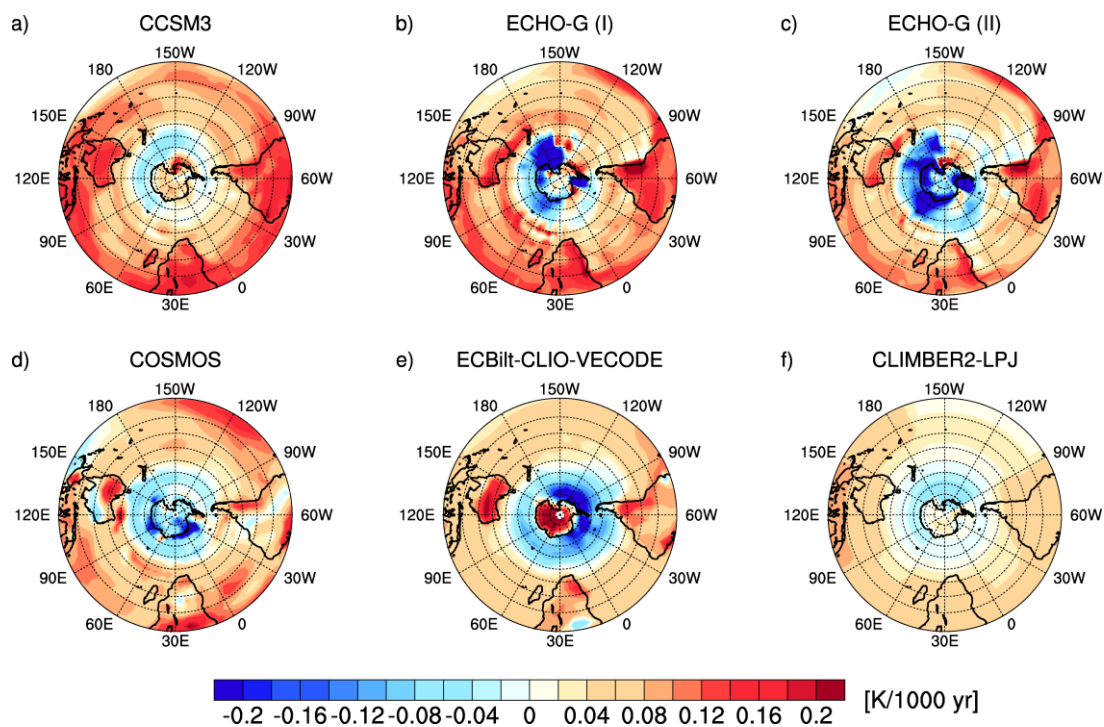 a) CCSM3
b) ECHO-G (I)
c) ECHO-G (II)
150W 150W 150W
180 120W 180 120W 180 120W
150E 90W 150E 90W 150E 90W
120E 60W 120E 60W 120E 60W
90E 30W 90E 30W 90E 30W
60E 0 60E 0 60E 0
30E 30E 30E
d) COSMOS
e) ECBilt-CLIO-VECODE
f) CLIMBER2-LPJ
150W 150W 150W
180 120W 180 120W 180 120W
150E 90W 150E 90W 150E 90W
120E 60W 120E 60W 120E 60W
90E 30W 90E 30W 90E 30W
60E 0 60E 0 60E 0
30E 30E 30E
[K/1000 yr]
-0.2 -0.16 -0.12 -0.08 -0.04 0 0.04 0.08 0.12 0.16 0.2